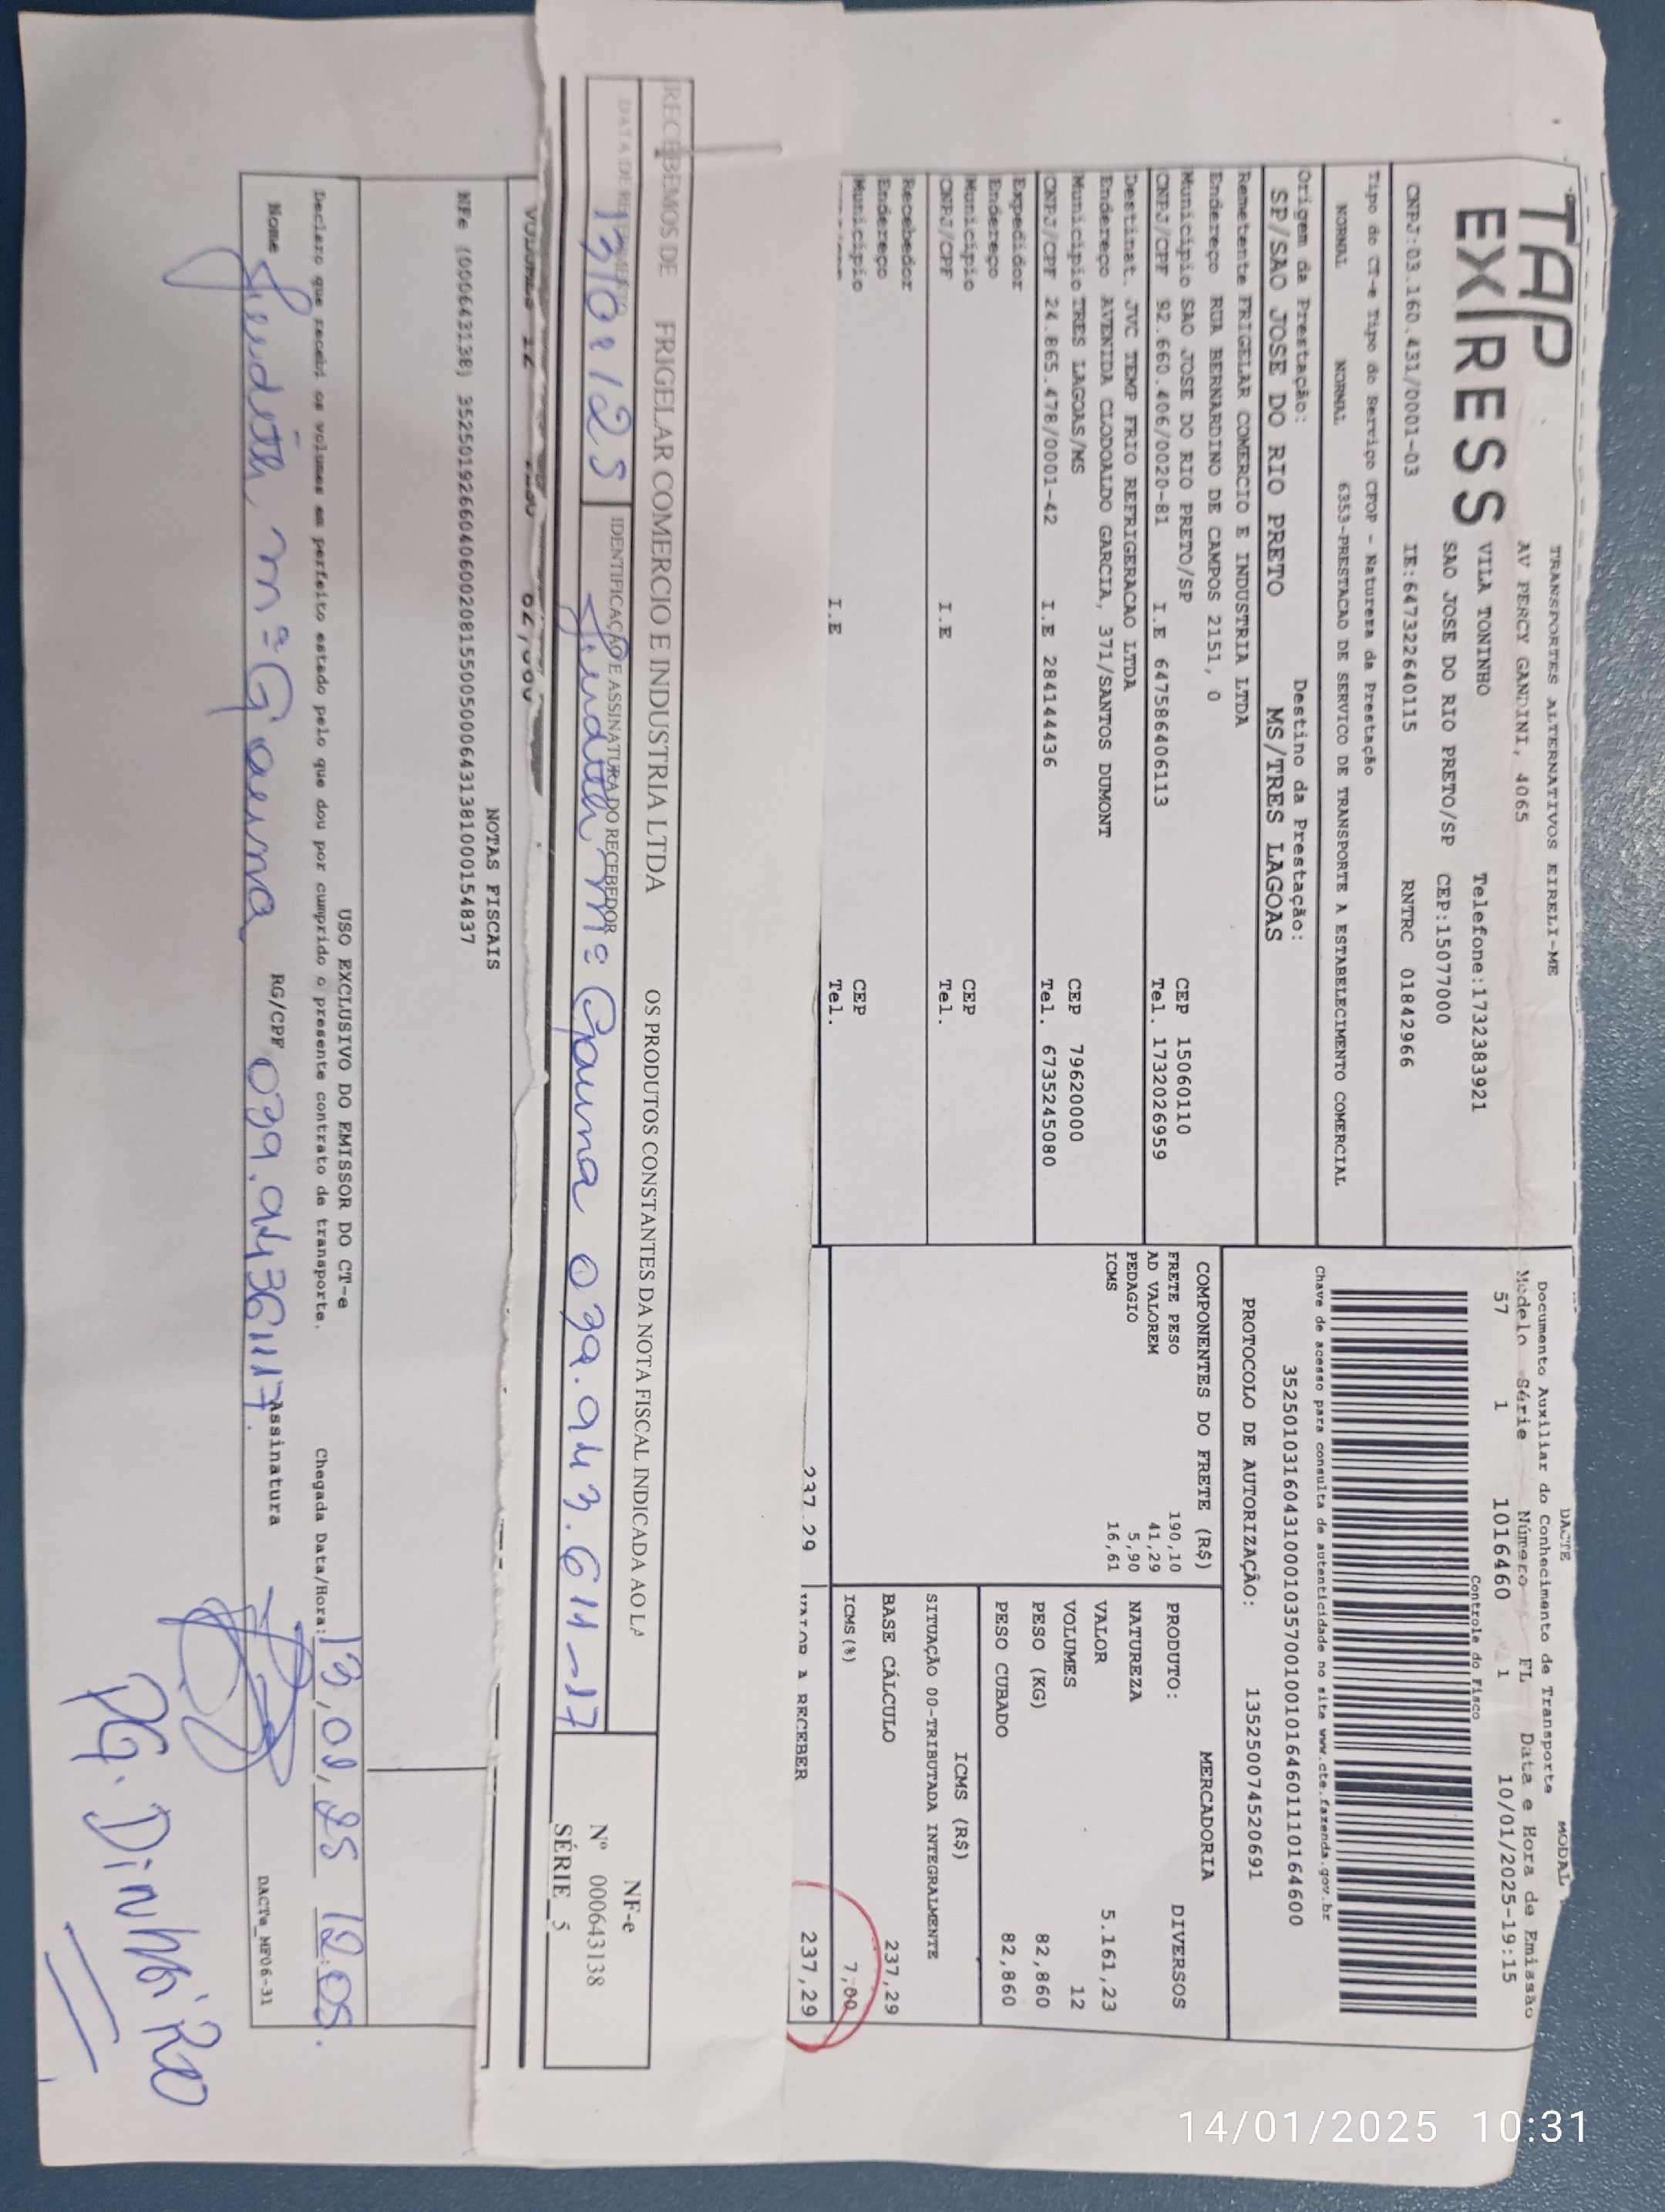 TAP
EXPRESS
TRANSPORTES ALTERNATIVOS EIRELI-ME
AV PERCY GANDINI, 4065
VILA TONINHO Telefone:1732383921
SAO JOSE DO RIO PRETO/SP CEP:15077000
CNPJ:03.160.431/0001-03 IE:647322640115 RNTRC 01842966
DACTE MODAL
Documento Auxiliar do Conhecimento de Transporte
Modelo Série Número FL Data e Hora de Emissão
57 1 1016460 1 10/01/2025-19:15
Controle do Fisco
Chave de acesso para consulta de autenticidade no site www.cte.fazenda.gov.br
PROTOCOLO DE AUTORIZAÇÃO: 135250074520691
Tipo do CT-e Tipo do Serviço CFOP - Natureza da Prestação
NORMAL NORMAL 6353-PRESTACAO DE SERVICO DE TRANSPORTE A ESTABELECIMENTO COMERCIAL
Origem da Prestação: Destino da Prestação:
SP/SAO JOSE DO RIO PRETO MS/TRES LAGOAS
Remetente FRIGELAR COMERCIO E INDUSTRIA LTDA
Endereço RUA BERNARDINO DE CAMPOS 2151, 0
Município SAO JOSE DO RIO PRETO/SP CEP 15060110
CNPJ/CPF 92.660.406/0020-81 I.E 647586406113 Tel. 1732026959
Destinat. JVC TEMP FRIO REFRIGERACAO LTDA
Endereço AVENIDA CLODOALDO GARCIA, 371/SANTOS DUMONT
Município TRES LAGOAS/MS CEP 79620000
CNPJ/CPF 24.865.478/0001-42 I.E 284144436 Tel. 6735245080
Expedidor
Endereço
Município CEP
CNPJ/CPF I.E Tel.
Recebedor
Endereço
Município CEP
I.E Tel.
COMPONENTES DO FRETE (R$)
FRETE PESO 190,10
AD VALOREM 41,29
PEDAGIO 5,90
ICMS 16,61
237,29
MERCADORIA
PRODUTO: DIVERSOS
NATUREZA
VALOR 5.161,23
VOLUMES 12
PESO (KG) 82,860
PESO CUBADO 82,860
ICMS (R$)
SITUAÇÃO 00-TRIBUTADA INTEGRALMENTE
BASE CÁLCULO 237,29
ICMS(%) 7,00
VALOR A RECEBER 237,29
RECEBEMOS DE FRIGELAR COMERCIO E INDUSTRIA LTDA OS PRODUTOS CONSTANTES DA NOTA FISCAL INDICADA AO LA
DATA DE RECEBIMENTO IDENTIFICAÇÃO E ASSINATURA DO RECEBEDOR
Judith mª Gauna 039.943.611-17
NF-e
Nº 000643138
SÉRIE 5
NOTAS FISCAIS
NFe (000643138) 35250192660406002081550050006431381000154837
USO EXCLUSIVO DO EMISSOR DO CT-e
Declaro que recebi os volumes em perfeito estado pelo que dou por cumprido o presente contrato de transporte. Chegada Data/Hora: 13,01,25 12:05.
Nome Judith mª Gauna RG/CPF 039.943611 17. Assinatura
DACTe_MF06-31
PG. DINHEIRO
14/01/2025 10:31